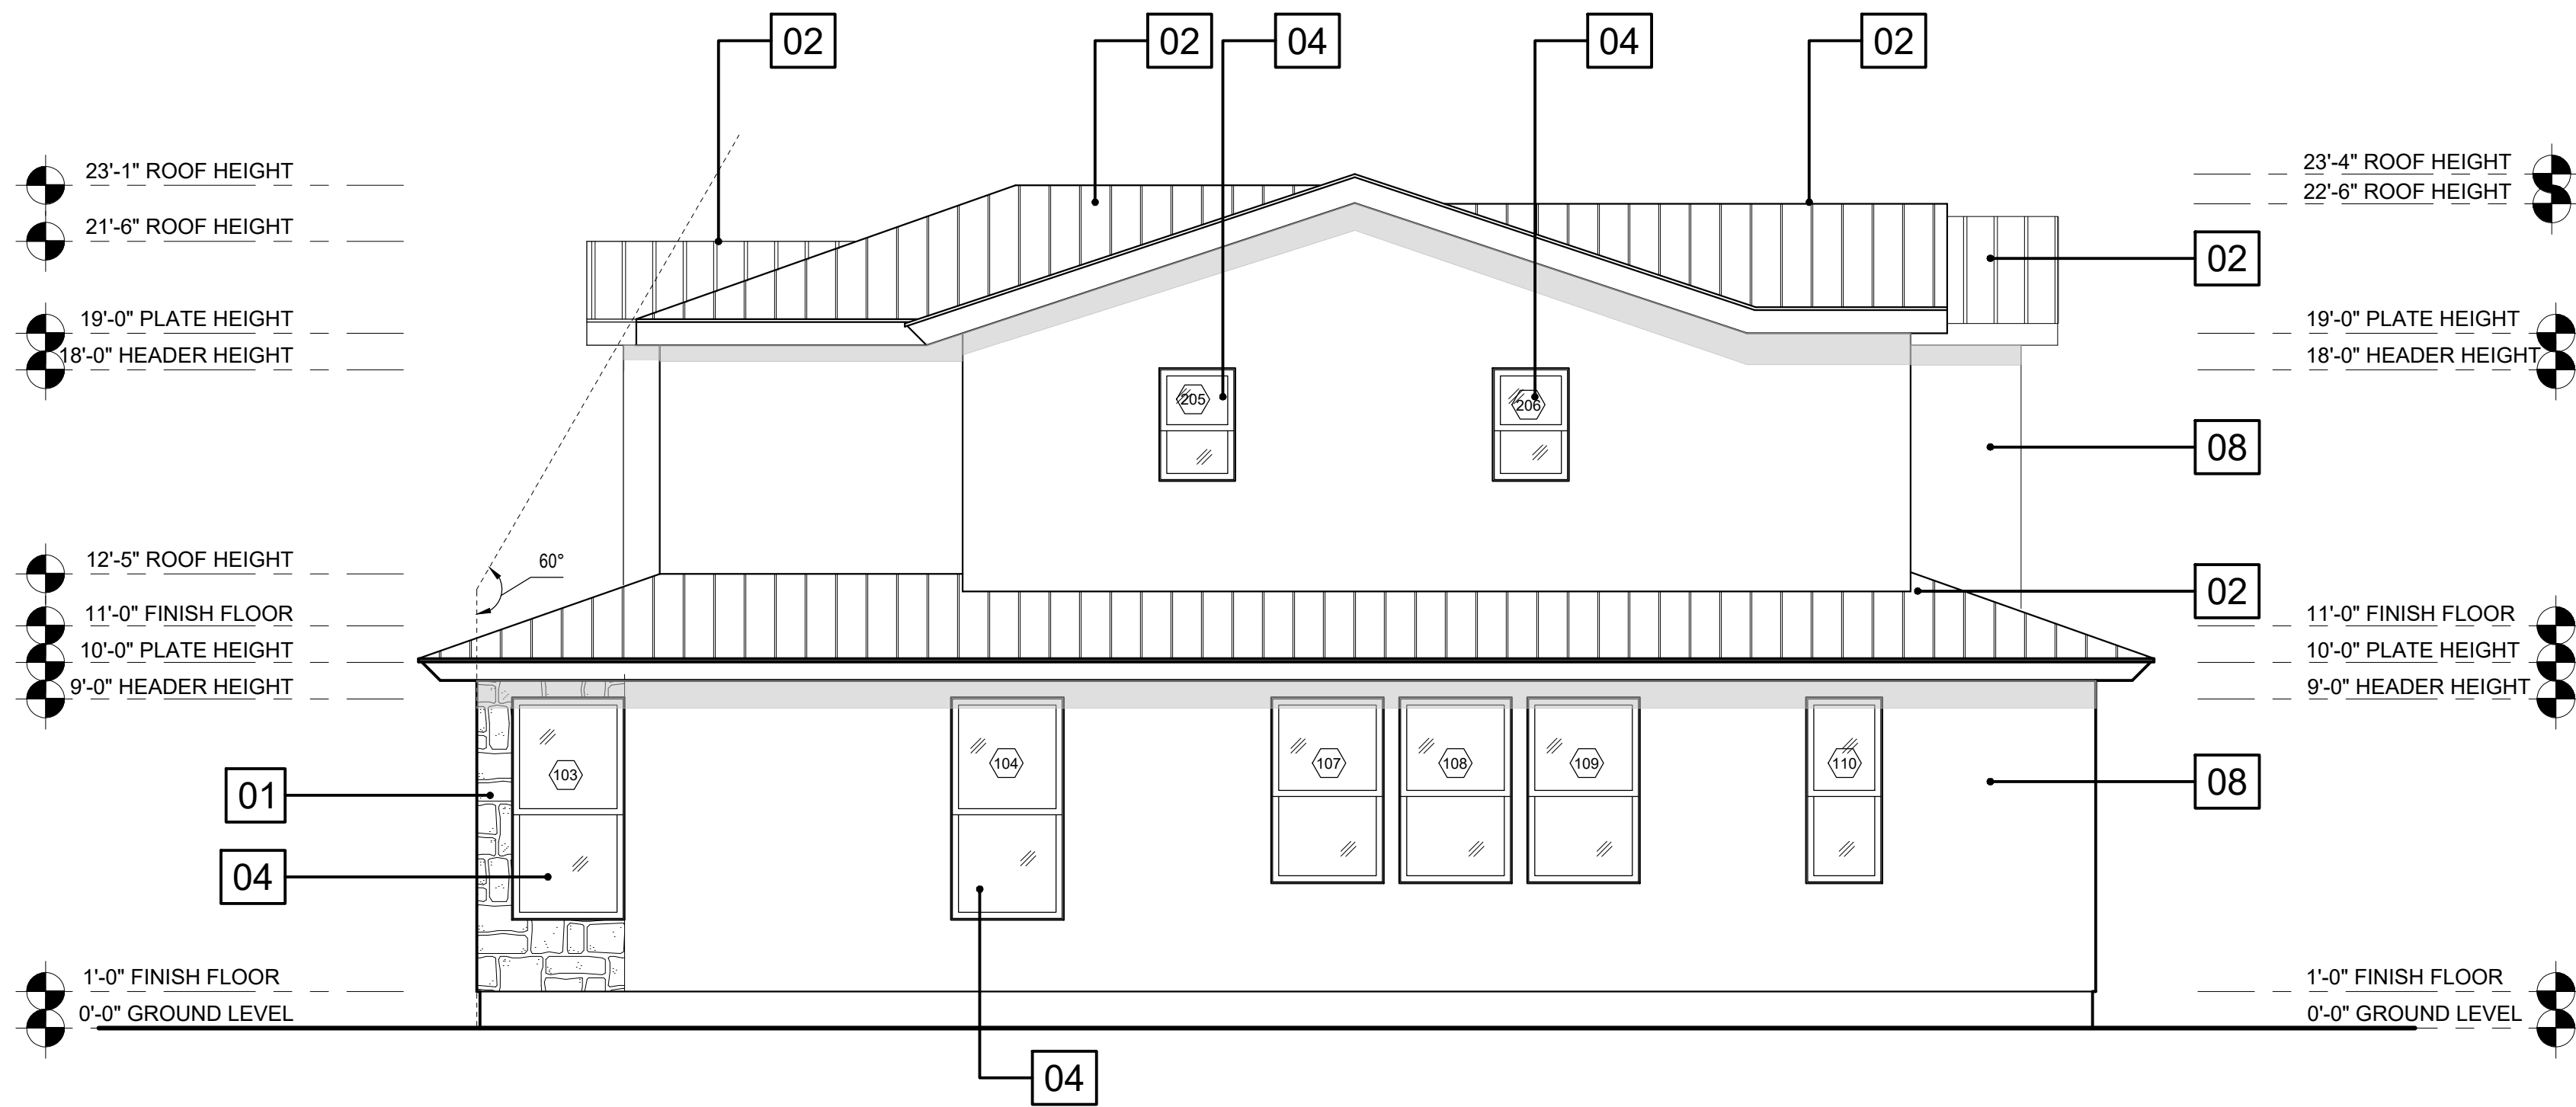 02
02
04
04
02
23'-1" ROOF HEIGHT
21'-6" ROOF HEIGHT
19'-0" PLATE HEIGHT
18'-0" HEADER HEIGHT
12'-5" ROOF HEIGHT
11'-0" FINISH FLOOR
10'-0" PLATE HEIGHT
9'-0" HEADER HEIGHT
01
04
1'-0" FINISH FLOOR
0'-0" GROUND LEVEL
60°
205
206
103
104
107
108
109
110
04
23'-4" ROOF HEIGHT
22'-6" ROOF HEIGHT
02
19'-0" PLATE HEIGHT
18'-0" HEADER HEIGHT
08
02
11'-0" FINISH FLOOR
10'-0" PLATE HEIGHT
9'-0" HEADER HEIGHT
08
1'-0" FINISH FLOOR
0'-0" GROUND LEVEL